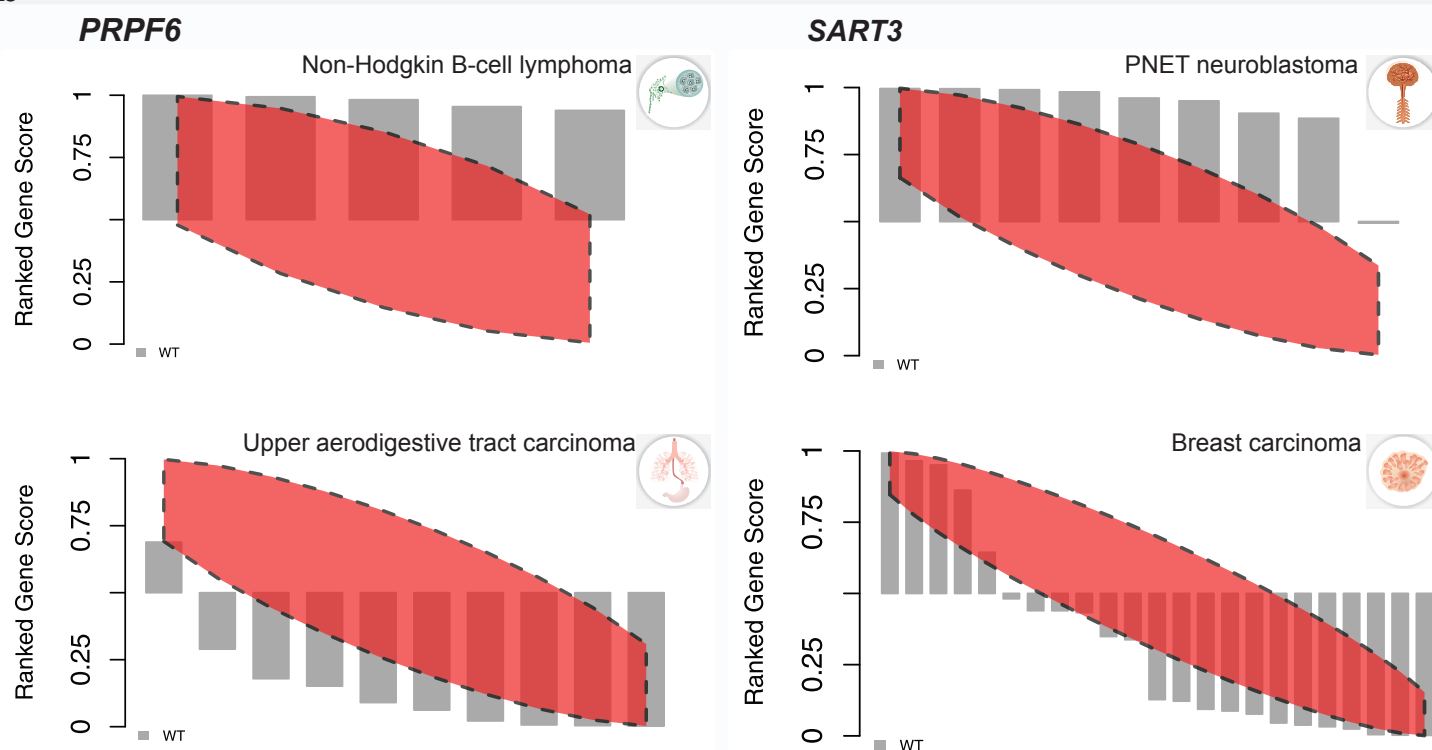 PRPF6
Non-Hodgkin B-cell lymphoma
Ranked Gene Score
1
0.75
0.25
0
WT
SART3
PNET neuroblastoma
Ranked Gene Score
1
0.75
0.25
0
WT
Upper aerodigestive tract carcinoma
Ranked Gene Score
1
0.75
0.25
0
WT
Breast carcinoma
Ranked Gene Score
1
0.75
0.25
0
WT